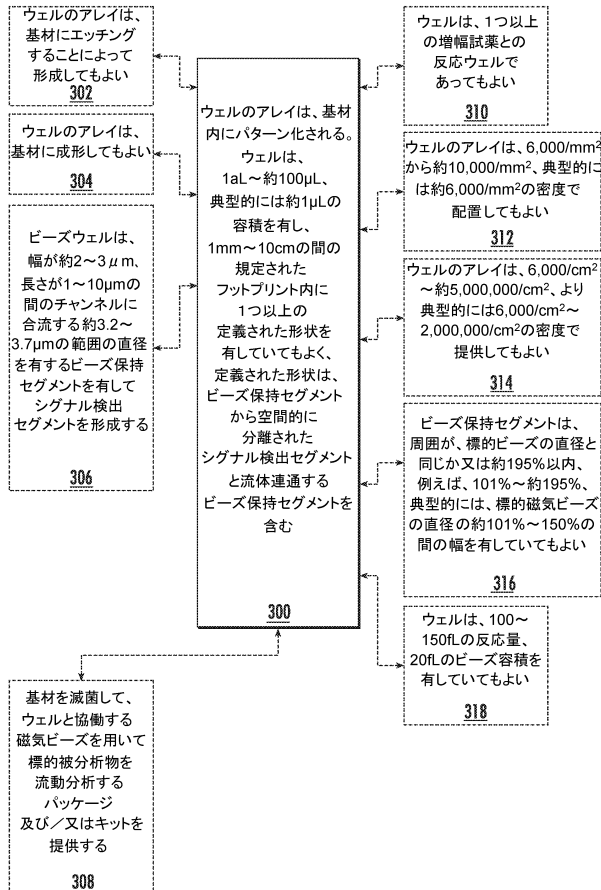 ウェルのアレイは、
基材にエッチング
することによって
形成してもよい
302
ウェルのアレイは、
基材に成形してもよい
304
ビーズウェルは、
幅が約2～3μm、
長さが1～10μmの
間のチャンネルに
合流する約3.2～
3.7μmの範囲の直径
を有するビーズ保持
セグメントを有して
シグナル検出
セグメントを形成する
306
ウェルのアレイは、基材
内にパターン化される。
ウェルは、
1aL～約100μL、
典型的には約1μLの
容積を有し、
1mm～10cmの間の
規定された
フットプリント内に
1つ以上の
定義された形状を
有していてもよく、
定義された形状は、
ビーズ保持セグメント
から空間的に
分離された
シグナル検出セグメント
と流体連通する
ビーズ保持セグメントを
含む
300
ウェルは、1つ以上
の増幅試薬との
反応ウェルで
あってもよい
310
ウェルのアレイは、6,000/mm²
から約10,000/mm²、典型的に
は約6,000/mm²の密度で
配置してもよい
312
ウェルのアレイは、6,000/cm²
～約5,000,000/cm²、より
典型的には6,000/cm²～
2,000,000/cm²の密度で
提供してもよい
314
ビーズ保持セグメントは、
周囲が、標的ビーズの直径と
同じか又は約195%以内、
例えば、101%～約195%、
典型的には、標的磁気ビーズ
の直径の約101%～150%の
間の幅を有していてもよい
316
ウェルは、100～
150fLの反応量、
20fLのビーズ容積を
有していてもよい
318
基材を滅菌して、
ウェルと協働する
磁気ビーズを用いて
標的被分析物を
流動分析する
パッケージ
及び／又はキットを
提供する
308